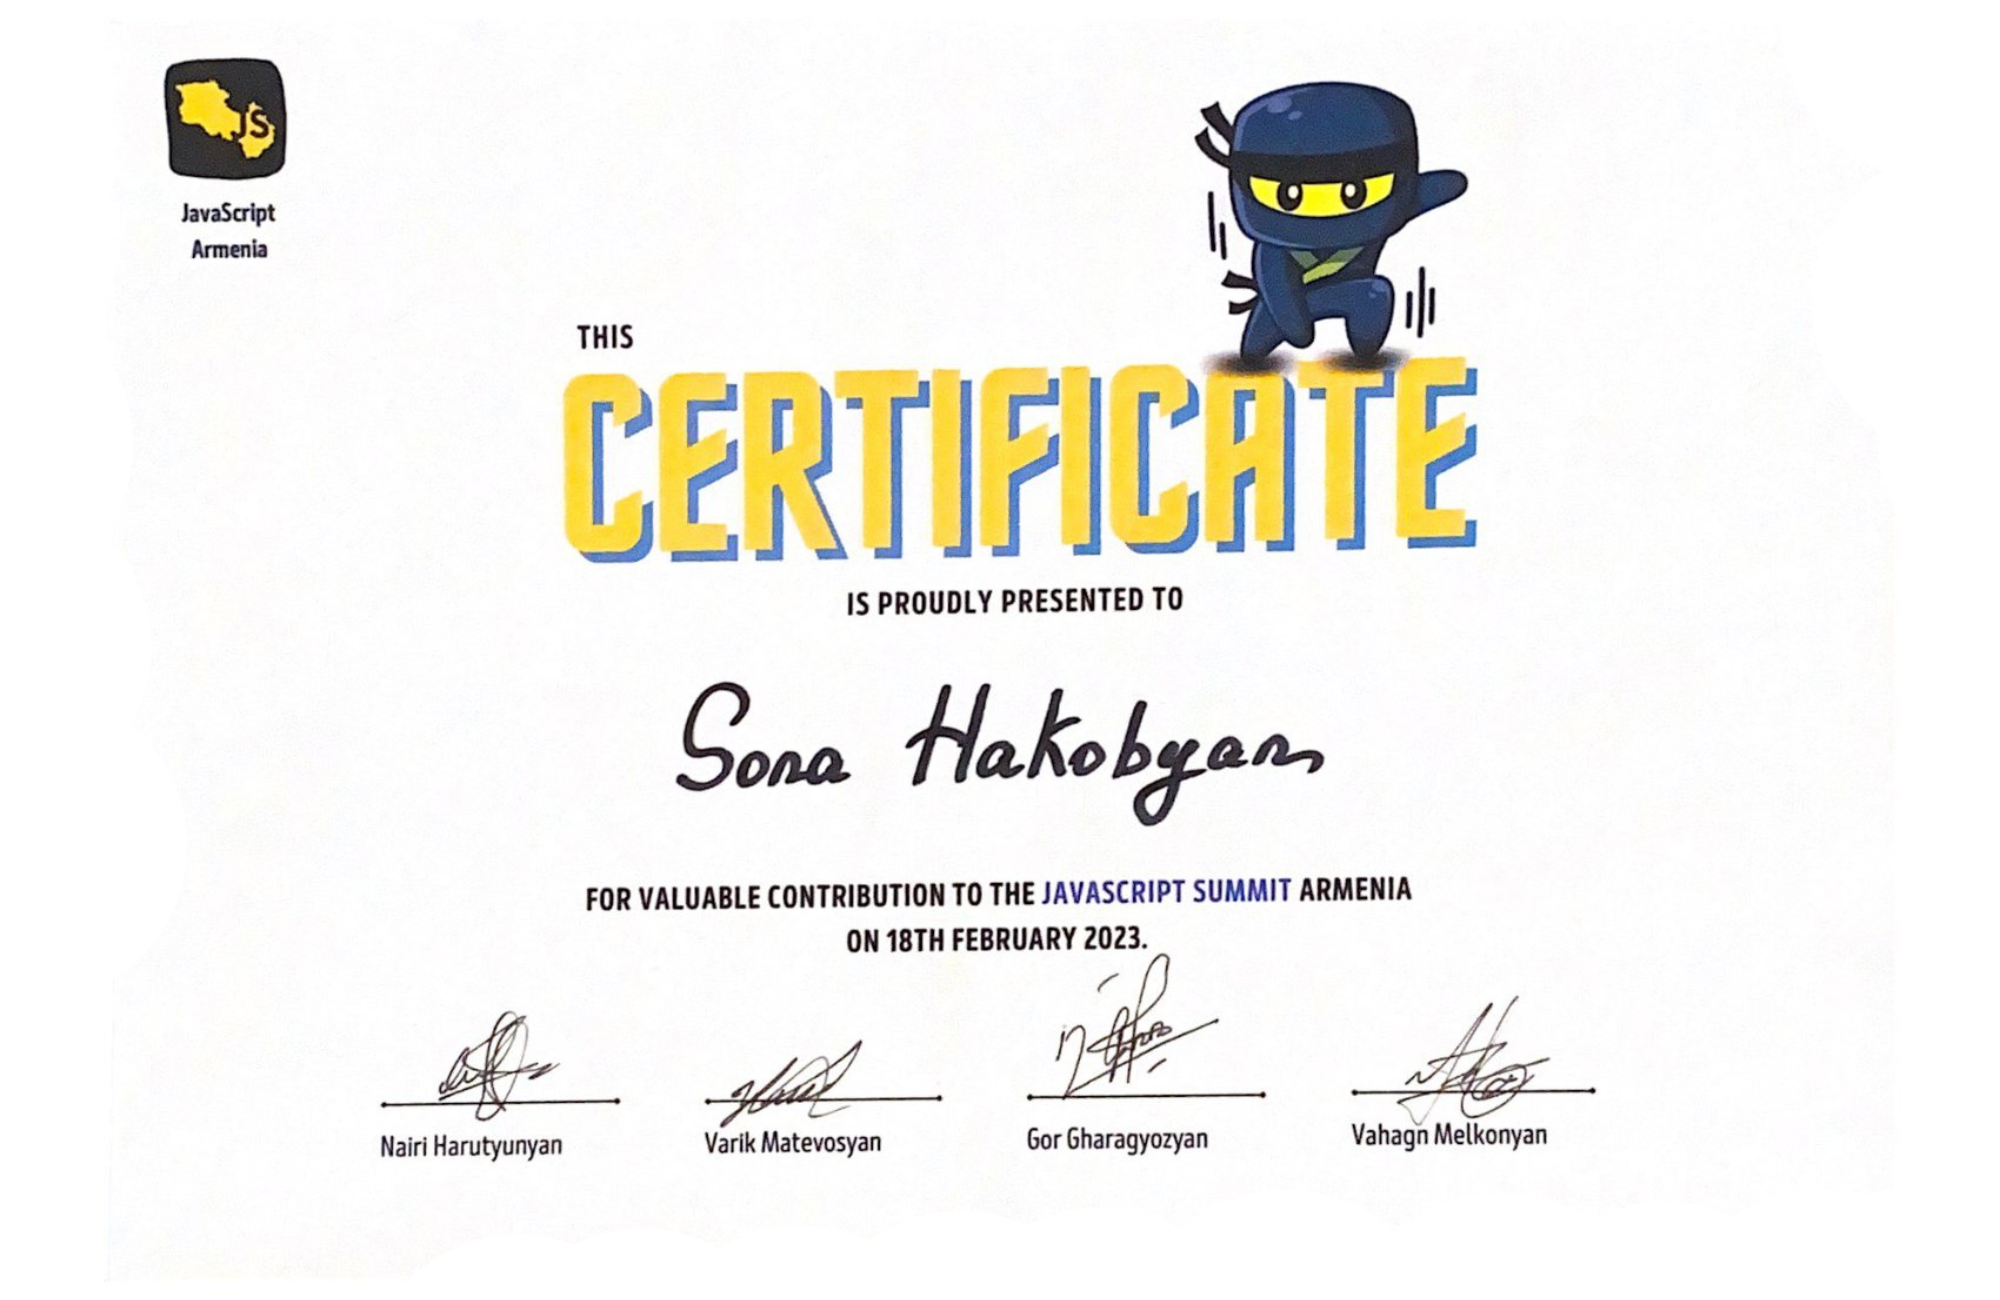 JS
JavaScript
Armenia
THIS
CERTIFICATE
IS PROUDLY PRESENTED TO
Sona Hakobyan
FOR VALUABLE CONTRIBUTION TO THE JAVASCRIPT SUMMIT ARMENIA
ON 18TH FEBRUARY 2023.
Nairi Harutyunyan
Varik Matevosyan
Gor Gharagyozyan
Vahagn Melkonyan